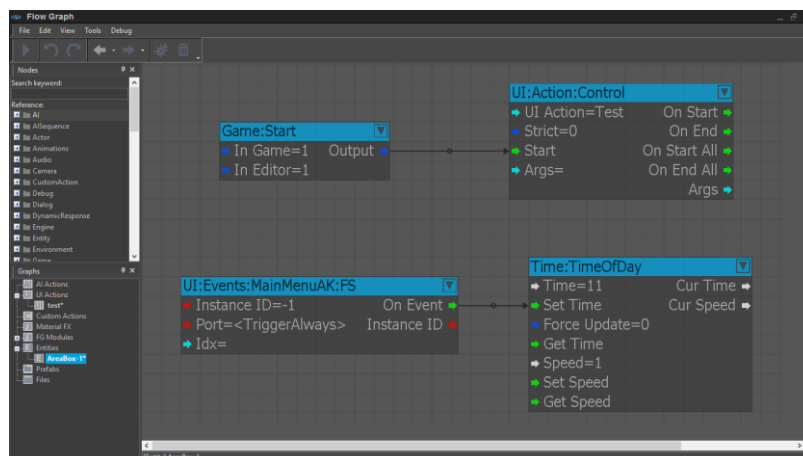 Flow Graph
File Edit View Tools Debug
Nodes
Search keyword:
Reference:
AI
AISequence
Actor
Animations
Audio
Camera
CustomAction
Debug
Dialog
DynamicResponse
Engine
Entity
Environment
Game
Graphs
AI Actions
UI Actions
test*
Custom Actions
Material FX
FG Modules
Entities
AreaBox-1*
Prefabs
Files
Game:Start
In Game=1 Output
In Editor=1
UI:Action:Control
UI Action=Test On Start
Strict=0 On End
Start On Start All
Args= On End All
Args
UI:Events:MainMenuAK:FS
Instance ID=-1 On Event
Port=<TriggerAlways> Instance ID
Idx=
Time:TimeOfDay
Time=11 Cur Time
Set Time Cur Speed
Force Update=0
Get Time
Speed=1
Set Speed
Get Speed